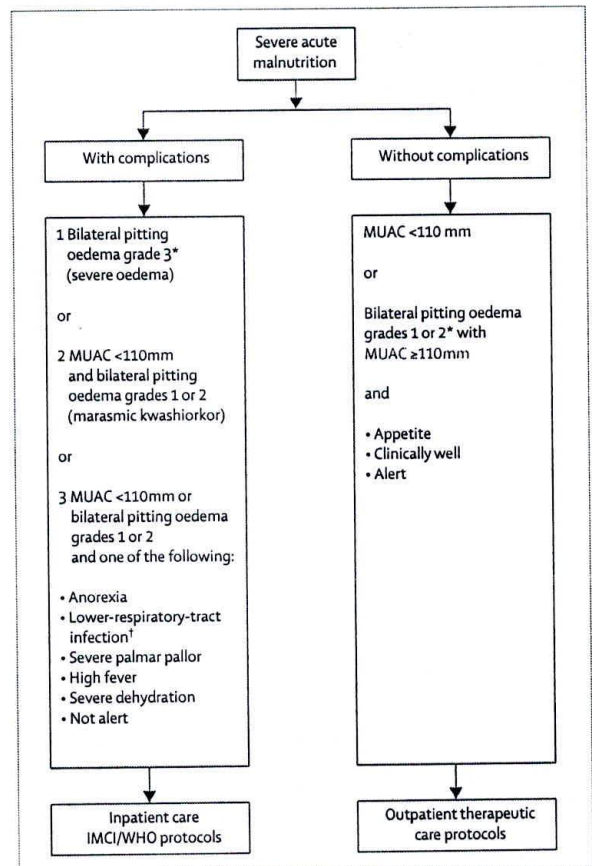 Severe acute
malnutrition
With complications
Without complications
1 Bilateral pitting
oedema grade 3*
(severe oedema)
or
2 MUAC <110mm
and bilateral pitting
oedema grades 1 or 2
(marasmic kwashiorkor)
or
3 MUAC <110mm or
bilateral pitting oedema
grades 1 or 2
and one of the following:
• Anorexia
• Lower-respiratory-tract
infection†
• Severe palmar pallor
• High fever
• Severe dehydration
• Not alert
MUAC <110 mm
or
Bilateral pitting oedema
grades 1 or 2* with
MUAC ≥110mm
and
• Appetite
• Clinically well
• Alert
Inpatient care
IMCI/WHO protocols
Outpatient therapeutic
care protocols